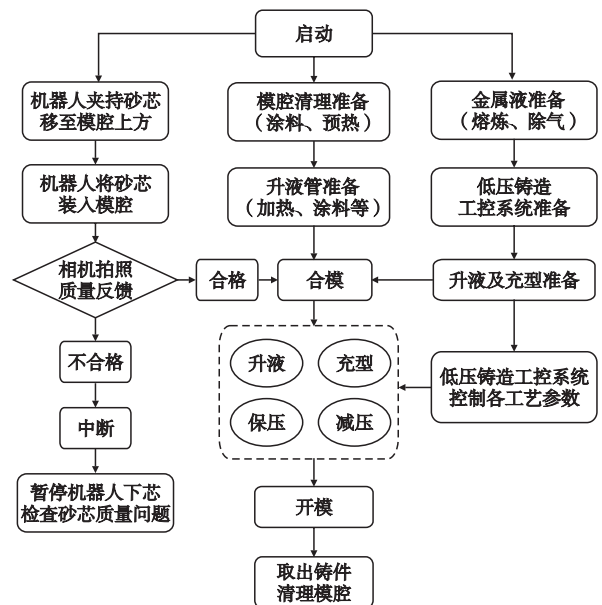 启动
机器人夹持砂芯
移至模腔上方
模腔清理准备
（涂料、预热）
金属液准备
（熔炼、除气）
机器人将砂芯
装入模腔
升液管准备
（加热、涂料等）
低压铸造
工控系统准备
相机拍照
质量反馈
合格
合模
升液及充型准备
不合格
升液
充型
低压铸造工控系统
控制各工艺参数
中断
保压
减压
暂停机器人下芯
检查砂芯质量问题
开模
取出铸件
清理模腔